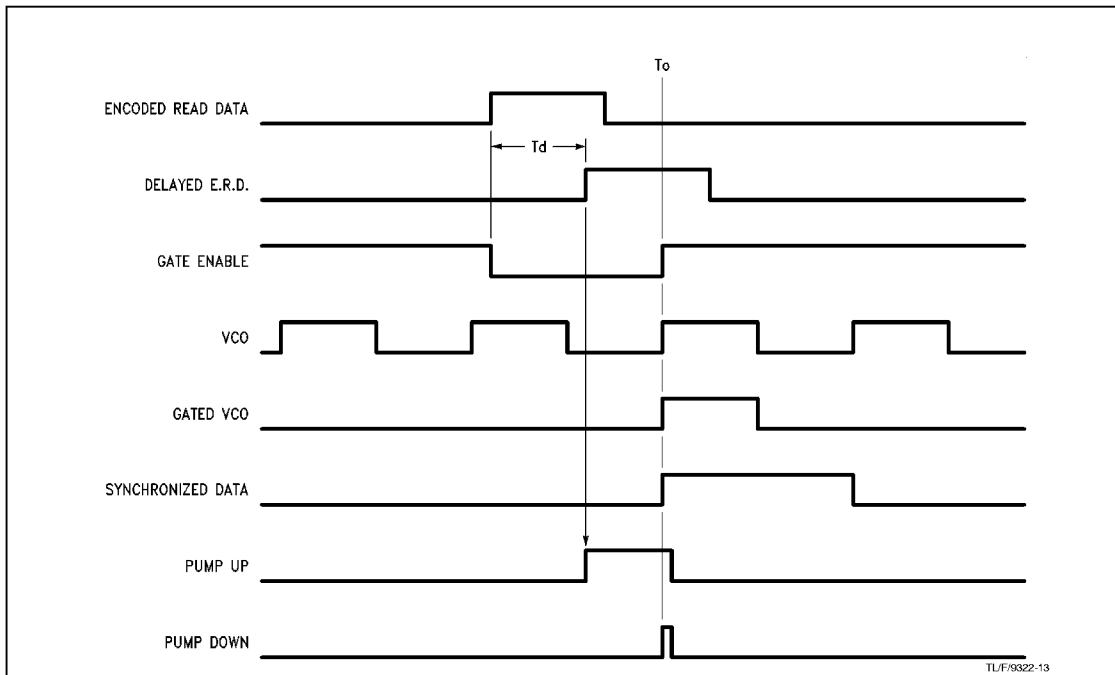 To
ENCODED READ DATA
Td
DELAYED E.R.D.
GATE ENABLE
VCO
GATED VCO
SYNCHRONIZED DATA
PUMP UP
PUMP DOWN
TL/F/9322-13